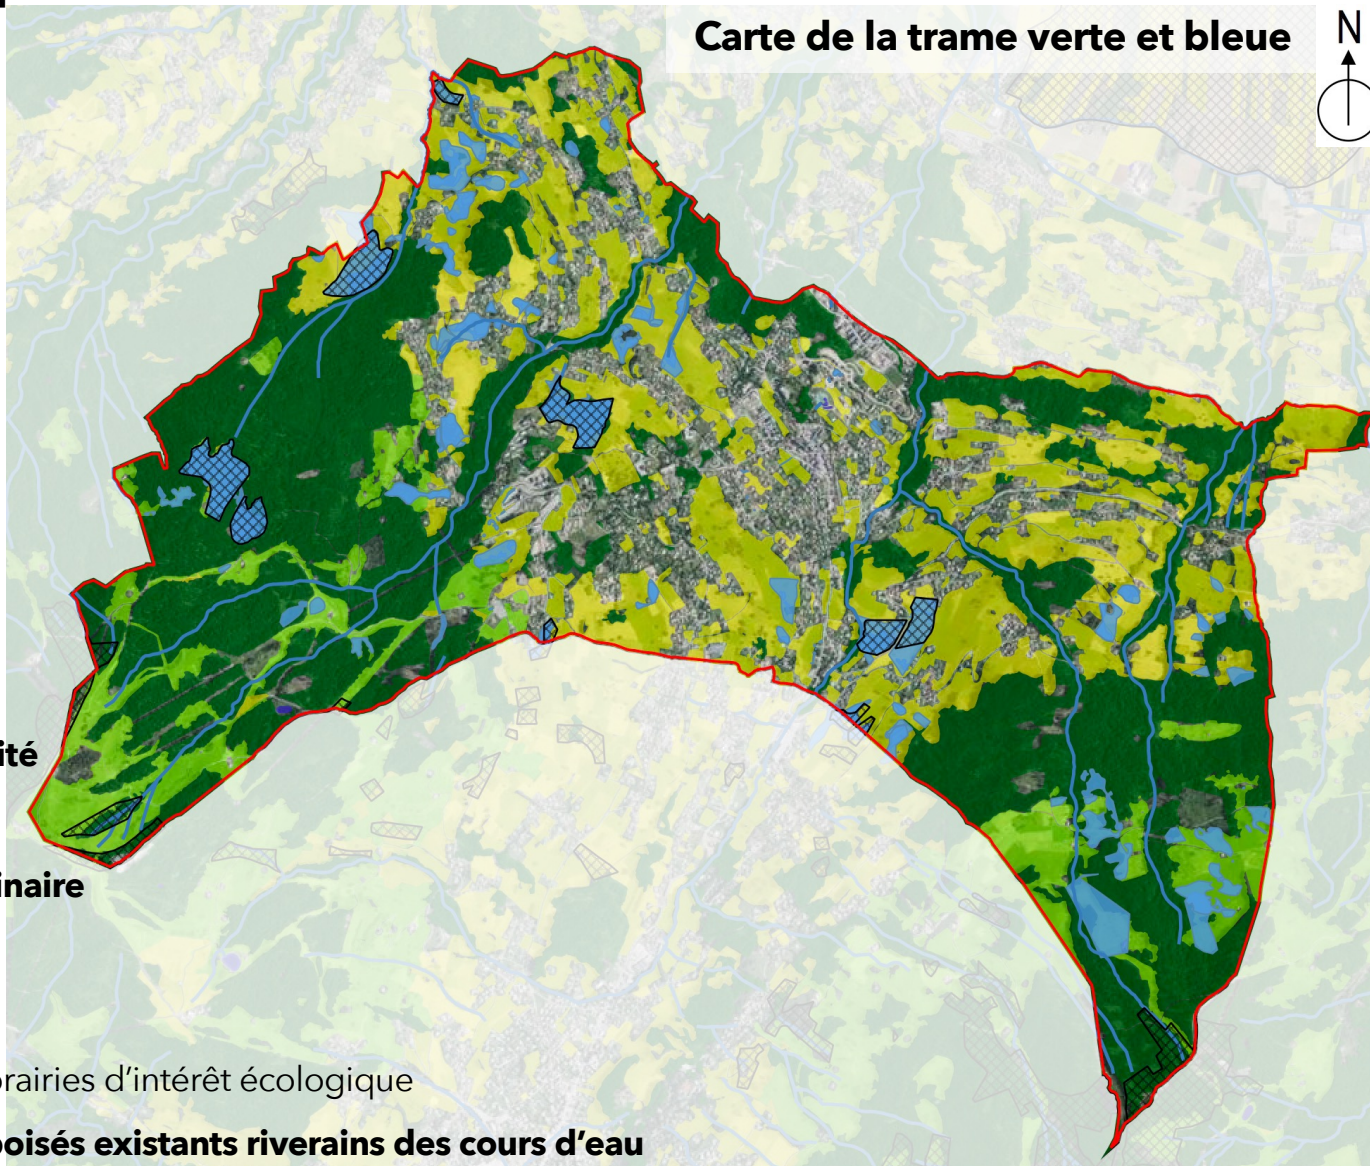 Carte de la trame verte et bleue
N
ité
inaire
prairies d'intérêt écologique
boisés existants riverains des cours d'eau